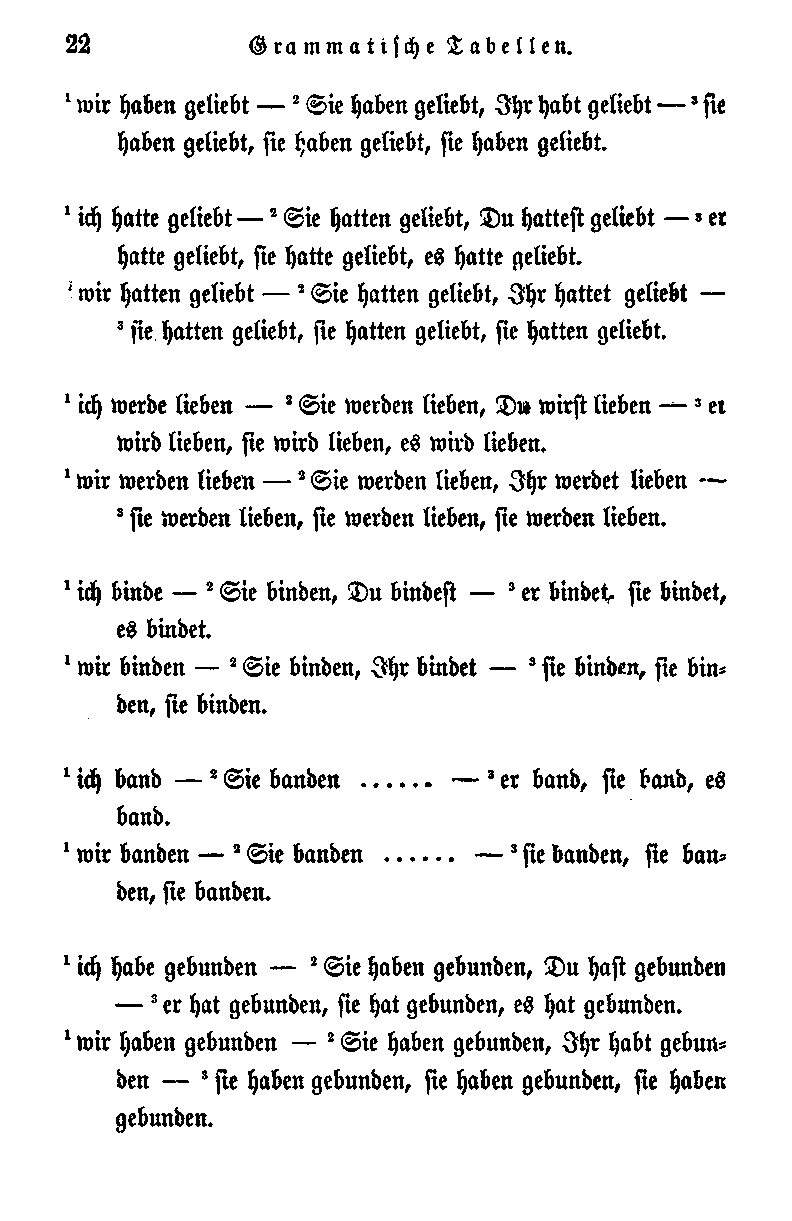 22 Grammatische Tabellen.
¹ wir haben geliebt — ² Sie haben geliebt, Ihr habt geliebt — ³ sie
haben geliebt, sie haben geliebt, sie haben geliebt.
¹ ich hatte geliebt — ² Sie hatten geliebt, Du hattest geliebt — ³ er
hatte geliebt, sie hatte geliebt, es hatte geliebt.
¹ wir hatten geliebt — ² Sie hatten geliebt, Ihr hattet geliebt —
³ sie hatten geliebt, sie hatten geliebt, sie hatten geliebt.
¹ ich werde lieben — ² Sie werden lieben, Du wirst lieben — ³ er
wird lieben, sie wird lieben, es wird lieben.
¹ wir werden lieben — ² Sie werden lieben, Ihr werdet lieben —
³ sie werden lieben, sie werden lieben, sie werden lieben.
¹ ich binde — ² Sie binden, Du bindest — ³ er bindet, sie bindet,
es bindet.
¹ wir binden — ² Sie binden, Ihr bindet — ³ sie binden, sie bin-
den, sie binden.
¹ ich band — ² Sie banden ...... — ³ er band, sie band, es
band.
¹ wir banden — ² Sie banden ...... — ³ sie banden, sie ban-
den, sie banden.
¹ ich habe gebunden — ² Sie haben gebunden, Du hast gebunden
— ³ er hat gebunden, sie hat gebunden, es hat gebunden.
¹ wir haben gebunden — ² Sie haben gebunden, Ihr habt gebun-
den — ³ sie haben gebunden, sie haben gebunden, sie haben
gebunden.